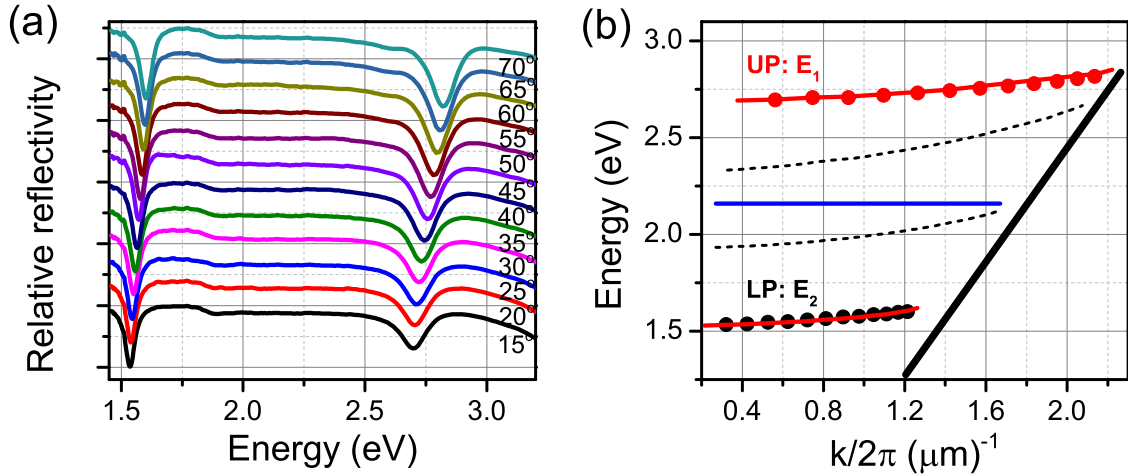 (a)
Relative reflectivity
70°
65°
60°
55°
50°
45°
40°
35°
30°
25°
20°
15°
1.5 2.0 2.5 3.0
Energy (eV)
(b)
Energy (eV)
3.0
2.5
2.0
1.5
UP: E₁
LP: E₂
0.4 0.8 1.2 1.6 2.0
k/2π (μm)⁻¹